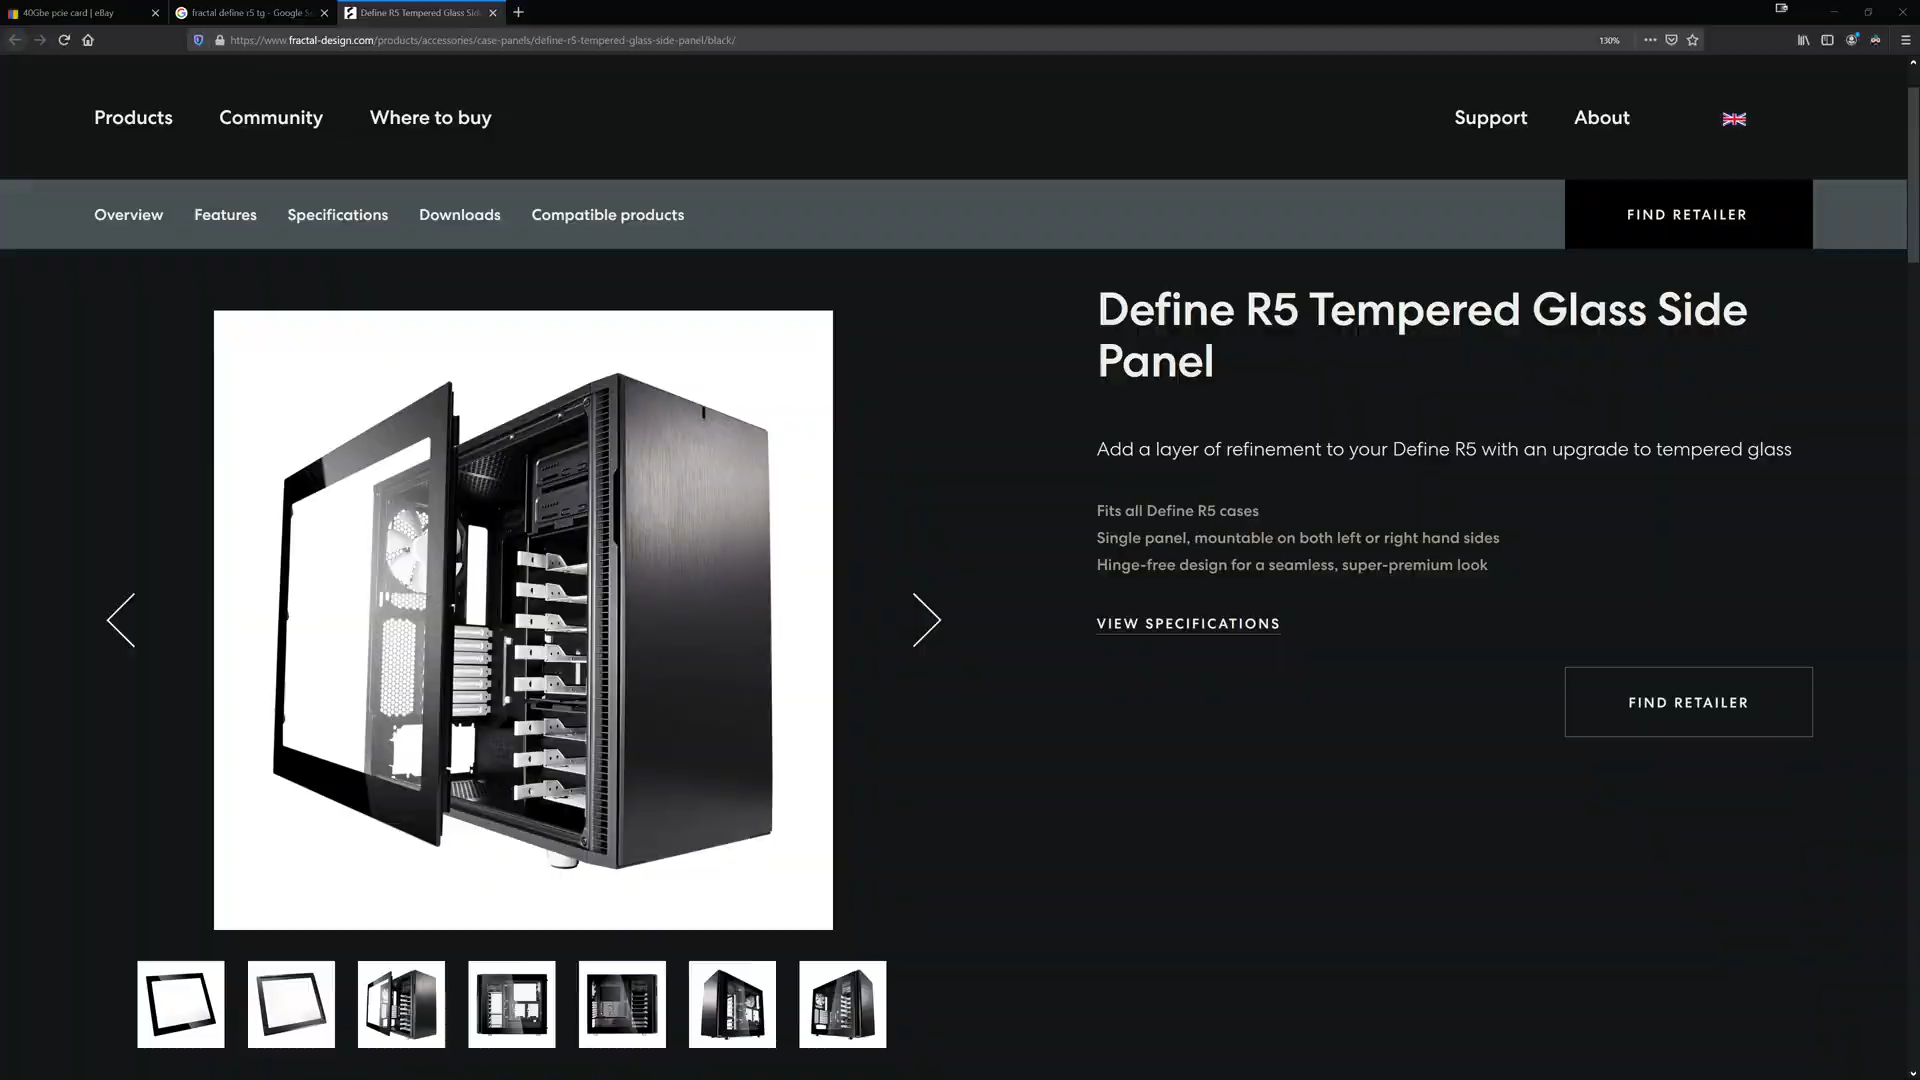 40Gbe pcie card | eBay
fractal define r5 tg - Google Se
Define R5 Tempered Glass Sid
https://www.fractal-design.com/products/accessories/case-panels/define-r5-tempered-glass-side-panel/black/
130%
Products
Community
Where to buy
Support
About
Overview
Features
Specifications
Downloads
Compatible products
FIND RETAILER
Define R5 Tempered Glass Side
Panel
Add a layer of refinement to your Define R5 with an upgrade to tempered glass
Fits all Define R5 cases
Single panel, mountable on both left or right hand sides
Hinge-free design for a seamless, super-premium look
VIEW SPECIFICATIONS
FIND RETAILER